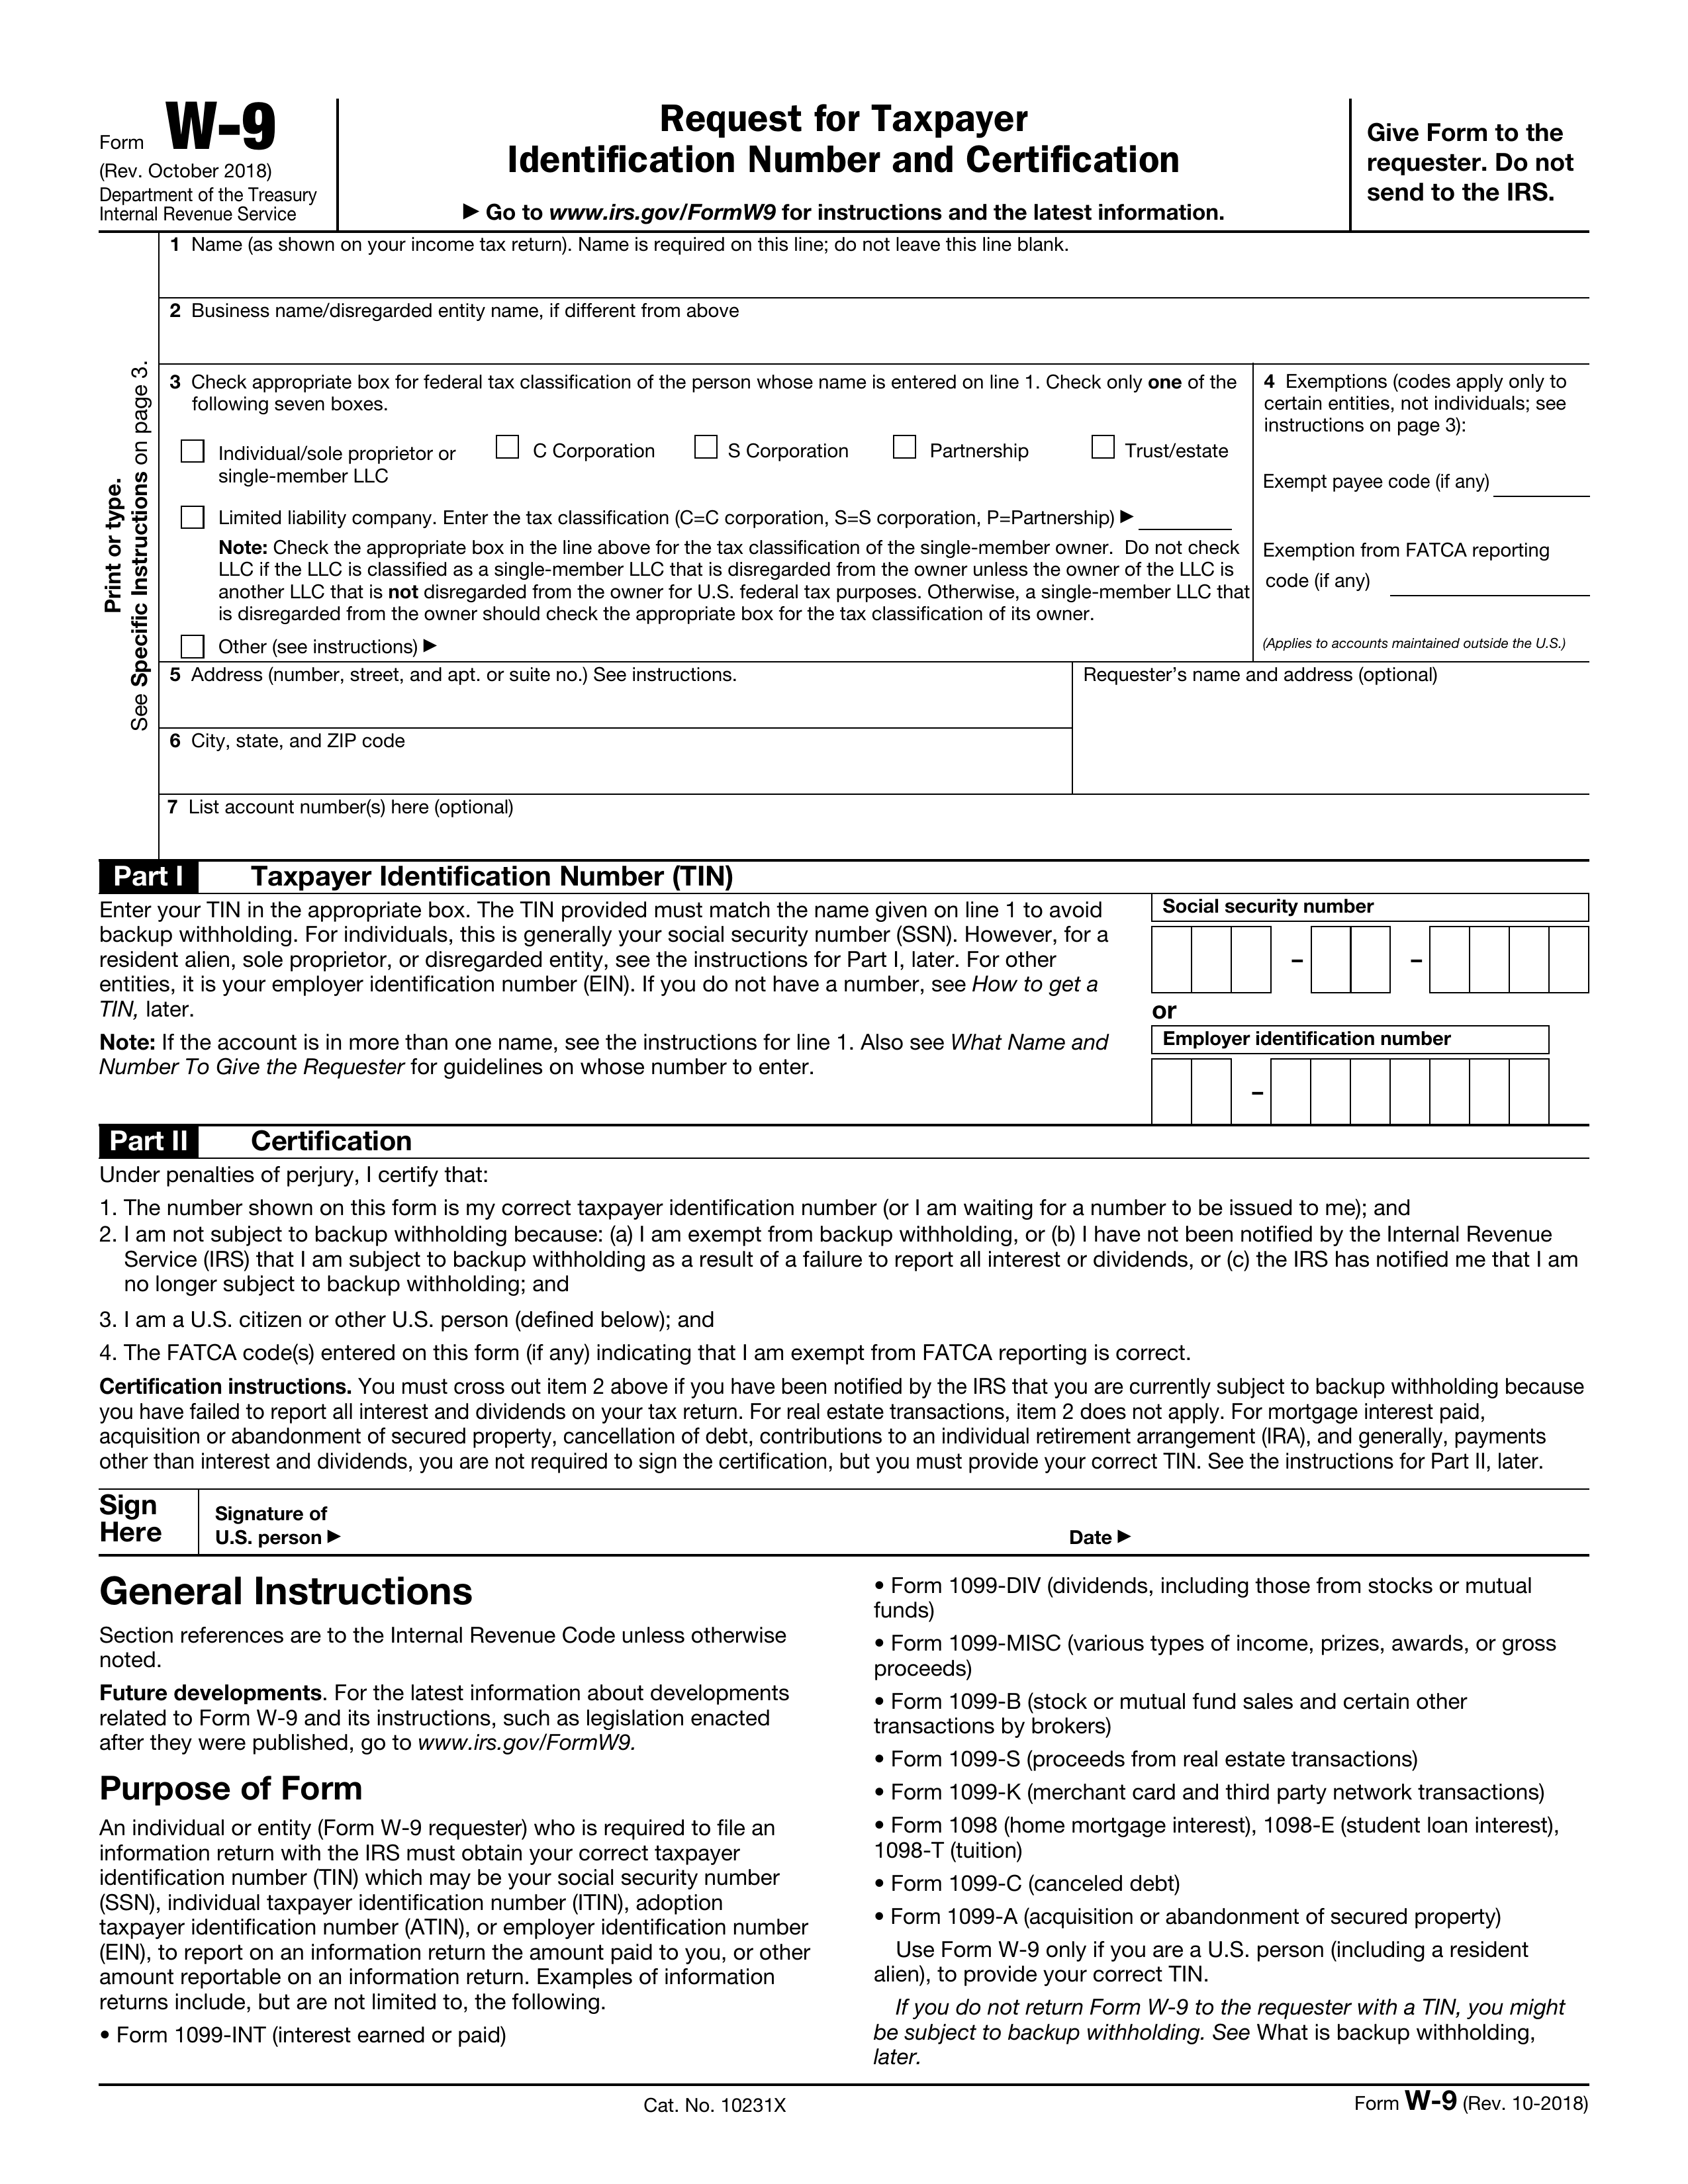 Form W-9
(Rev. October 2018)
Department of the Treasury
Internal Revenue Service
Request for Taxpayer
Identification Number and Certification
▶ Go to www.irs.gov/FormW9 for instructions and the latest information.
Give Form to the
requester. Do not
send to the IRS.
Print or type.
See Specific Instructions on page 3.
1 Name (as shown on your income tax return). Name is required on this line; do not leave this line blank.
2 Business name/disregarded entity name, if different from above
3 Check appropriate box for federal tax classification of the person whose name is entered on line 1. Check only one of the
following seven boxes.
Individual/sole proprietor or
single-member LLC
C Corporation
S Corporation
Partnership
Trust/estate
Limited liability company. Enter the tax classification (C=C corporation, S=S corporation, P=Partnership) ▶
Note: Check the appropriate box in the line above for the tax classification of the single-member owner. Do not check
LLC if the LLC is classified as a single-member LLC that is disregarded from the owner unless the owner of the LLC is
another LLC that is not disregarded from the owner for U.S. federal tax purposes. Otherwise, a single-member LLC that
is disregarded from the owner should check the appropriate box for the tax classification of its owner.
Other (see instructions) ▶
4 Exemptions (codes apply only to
certain entities, not individuals; see
instructions on page 3):
Exempt payee code (if any)
Exemption from FATCA reporting
code (if any)
(Applies to accounts maintained outside the U.S.)
5 Address (number, street, and apt. or suite no.) See instructions.
Requester’s name and address (optional)
6 City, state, and ZIP code
7 List account number(s) here (optional)
Part I Taxpayer Identification Number (TIN)
Enter your TIN in the appropriate box. The TIN provided must match the name given on line 1 to avoid
backup withholding. For individuals, this is generally your social security number (SSN). However, for a
resident alien, sole proprietor, or disregarded entity, see the instructions for Part I, later. For other
entities, it is your employer identification number (EIN). If you do not have a number, see How to get a
TIN, later.
Note: If the account is in more than one name, see the instructions for line 1. Also see What Name and
Number To Give the Requester for guidelines on whose number to enter.
Social security number
– –
or
Employer identification number
–
Part II Certification
Under penalties of perjury, I certify that:
1. The number shown on this form is my correct taxpayer identification number (or I am waiting for a number to be issued to me); and
2. I am not subject to backup withholding because: (a) I am exempt from backup withholding, or (b) I have not been notified by the Internal Revenue
Service (IRS) that I am subject to backup withholding as a result of a failure to report all interest or dividends, or (c) the IRS has notified me that I am
no longer subject to backup withholding; and
3. I am a U.S. citizen or other U.S. person (defined below); and
4. The FATCA code(s) entered on this form (if any) indicating that I am exempt from FATCA reporting is correct.
Certification instructions. You must cross out item 2 above if you have been notified by the IRS that you are currently subject to backup withholding because
you have failed to report all interest and dividends on your tax return. For real estate transactions, item 2 does not apply. For mortgage interest paid,
acquisition or abandonment of secured property, cancellation of debt, contributions to an individual retirement arrangement (IRA), and generally, payments
other than interest and dividends, you are not required to sign the certification, but you must provide your correct TIN. See the instructions for Part II, later.
Sign
Here
Signature of
U.S. person ▶
Date ▶
General Instructions
Section references are to the Internal Revenue Code unless otherwise
noted.
Future developments. For the latest information about developments
related to Form W-9 and its instructions, such as legislation enacted
after they were published, go to www.irs.gov/FormW9.
Purpose of Form
An individual or entity (Form W-9 requester) who is required to file an
information return with the IRS must obtain your correct taxpayer
identification number (TIN) which may be your social security number
(SSN), individual taxpayer identification number (ITIN), adoption
taxpayer identification number (ATIN), or employer identification number
(EIN), to report on an information return the amount paid to you, or other
amount reportable on an information return. Examples of information
returns include, but are not limited to, the following.
• Form 1099-INT (interest earned or paid)
• Form 1099-DIV (dividends, including those from stocks or mutual
funds)
• Form 1099-MISC (various types of income, prizes, awards, or gross
proceeds)
• Form 1099-B (stock or mutual fund sales and certain other
transactions by brokers)
• Form 1099-S (proceeds from real estate transactions)
• Form 1099-K (merchant card and third party network transactions)
• Form 1098 (home mortgage interest), 1098-E (student loan interest),
1098-T (tuition)
• Form 1099-C (canceled debt)
• Form 1099-A (acquisition or abandonment of secured property)
Use Form W-9 only if you are a U.S. person (including a resident
alien), to provide your correct TIN.
If you do not return Form W-9 to the requester with a TIN, you might
be subject to backup withholding. See What is backup withholding,
later.
Cat. No. 10231X
Form W-9 (Rev. 10-2018)